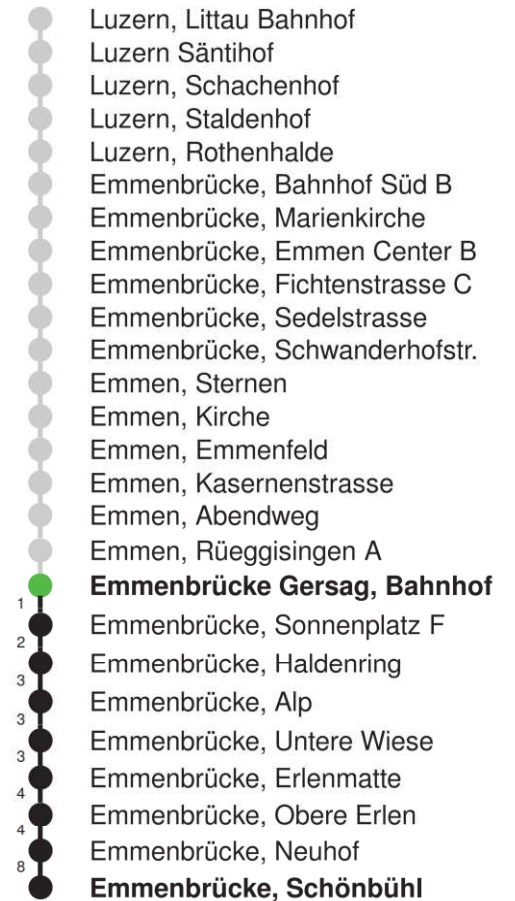 Luzern, Littau Bahnhof
Luzern Säntihof
Luzern, Schachenhof
Luzern, Staldenhof
Luzern, Rothenhalde
Emmenbrücke, Bahnhof Süd B
Emmenbrücke, Marienkirche
Emmenbrücke, Emmen Center B
Emmenbrücke, Fichtenstrasse C
Emmenbrücke, Sedelstrasse
Emmenbrücke, Schwanderhofstr.
Emmen, Sternen
Emmen, Kirche
Emmen, Emmenfeld
Emmen, Kasernenstrasse
Emmen, Abendweg
Emmen, Rüeggisingen A
Emmenbrücke Gersag, Bahnhof
1
Emmenbrücke, Sonnenplatz F
2
Emmenbrücke, Haldenring
3
Emmenbrücke, Alp
3
Emmenbrücke, Untere Wiese
3
Emmenbrücke, Erlenmatte
4
Emmenbrücke, Obere Erlen
4
Emmenbrücke, Neuhof
8
Emmenbrücke, Schönbühl